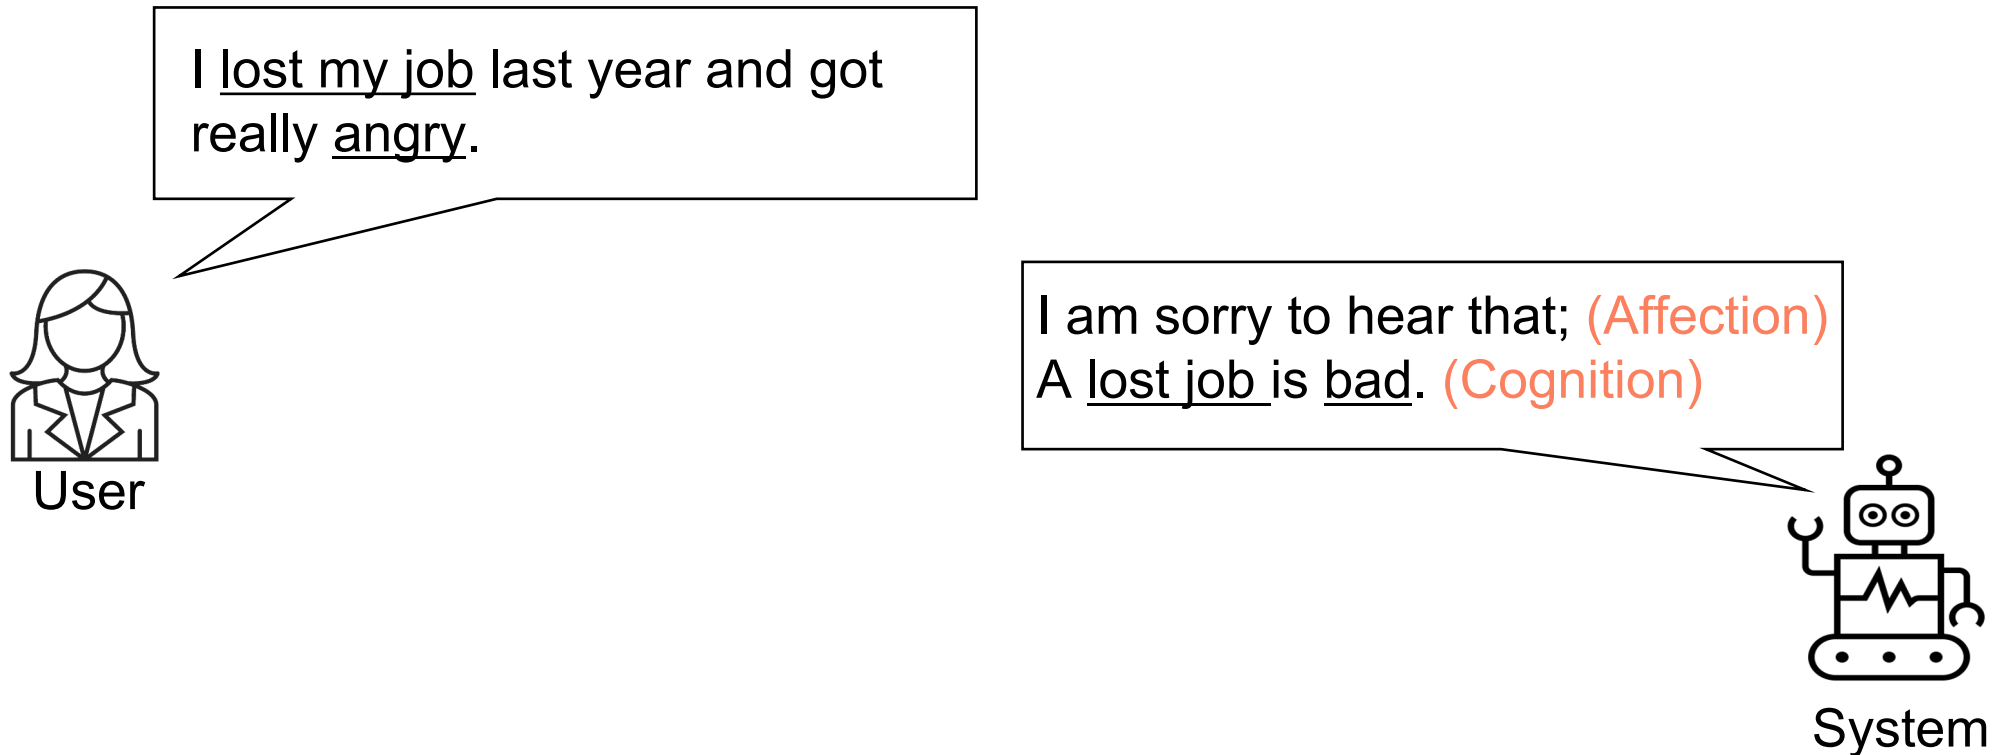 I lost my job last year and got
really angry.
User
I am sorry to hear that; (Affection)
A lost job is bad. (Cognition)
System